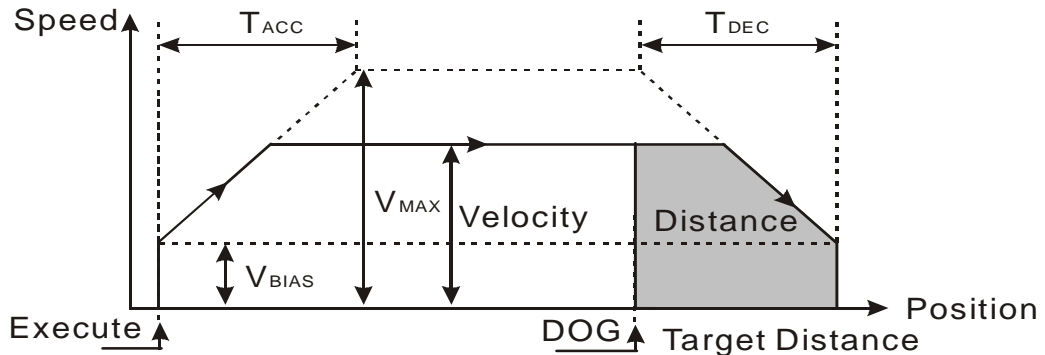 Speed
TACC
TDEC
VMAX
Velocity
Distance
VBIAS
Position
Execute
DOG
Target Distance